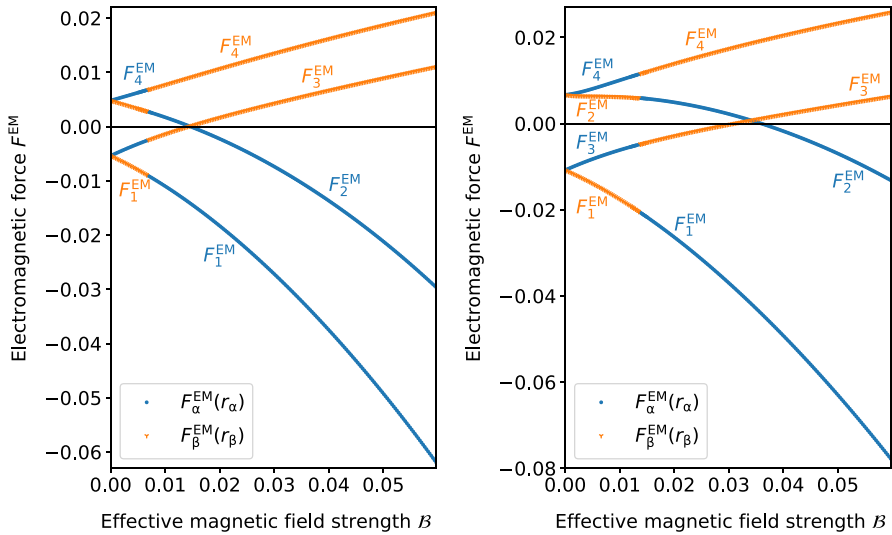 0.02
0.01
0.00
−0.01
−0.02
−0.03
−0.04
−0.05
−0.06
Electromagnetic force F^EM
F_4^EM
F_4^EM
F_3^EM
F_1^EM
F_2^EM
F_1^EM
F_α^EM(r_α)
F_β^EM(r_β)
0.00 0.01 0.02 0.03 0.04 0.05
Effective magnetic field strength ℬ
0.02
0.00
−0.02
−0.04
−0.06
−0.08
Electromagnetic force F^EM
F_4^EM
F_4^EM
F_3^EM
F_2^EM
F_3^EM
F_2^EM
F_1^EM
F_1^EM
F_α^EM(r_α)
F_β^EM(r_β)
0.00 0.01 0.02 0.03 0.04 0.05
Effective magnetic field strength ℬ